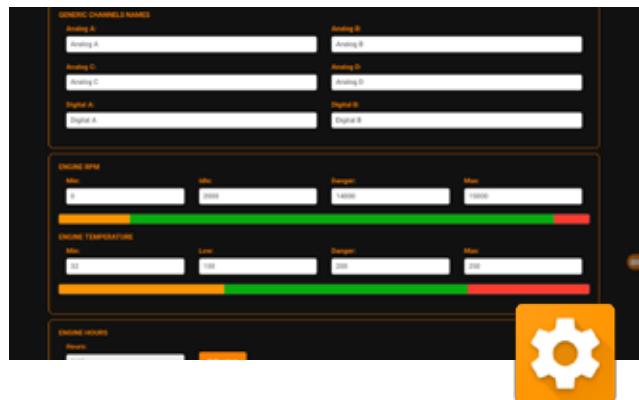 GENERIC CHANNELS NAMES
Analog A: Analog B:
Analog A Analog B
Analog C: Analog D:
Analog C Analog D
Digital A: Digital B:
Digital A Digital B
ENGINE RPM
Min: Idle: Danger: Max:
0 2000 14000 15000
ENGINE TEMPERATURE
Min: Low: Danger: Max:
32 100 200 250
ENGINE HOURS
Hours: